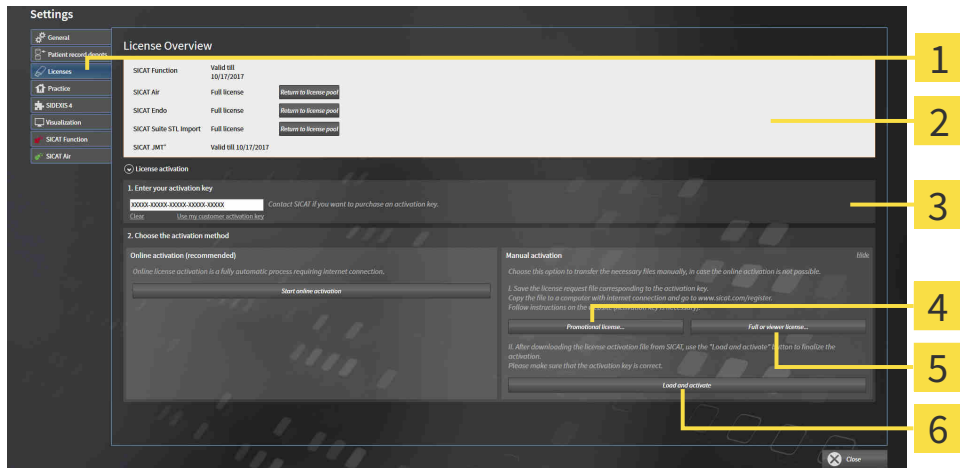 Settings
General
Patient record depots
Licenses
Practice
SIDEXIS 4
Visualization
SICAT Function
SICAT Air
License Overview
SICAT Function Valid till
10/17/2017
SICAT Air Full license Return to license pool
SICAT Endo Full license Return to license pool
SICAT Suite STL Import Full license Return to license pool
SICAT JMT+ Valid till 10/17/2017
License activation
1. Enter your activation key
XXXXX-XXXXX-XXXXX-XXXXX-XXXXX Contact SICAT if you want to purchase an activation key.
Clear Use my customer activation key
2. Choose the activation method
Online activation (recommended)
Online license activation is a fully automatic process requiring internet connection.
Start online activation
Manual activation Hide
Choose this option to transfer the necessary files manually, in case the online activation is not possible.
I. Save the license request file corresponding to the activation key.
Copy the file to a computer with internet connection and go to www.sicat.com/register.
Follow instructions on the (activation key is necessary).
Promotional license... Full or viewer license...
II. After downloading the license activation file from SICAT, use the "Load and activate" button to finalize the
activation.
Please make sure that the activation key is correct.
Load and activate
Close
1
2
3
4
5
6